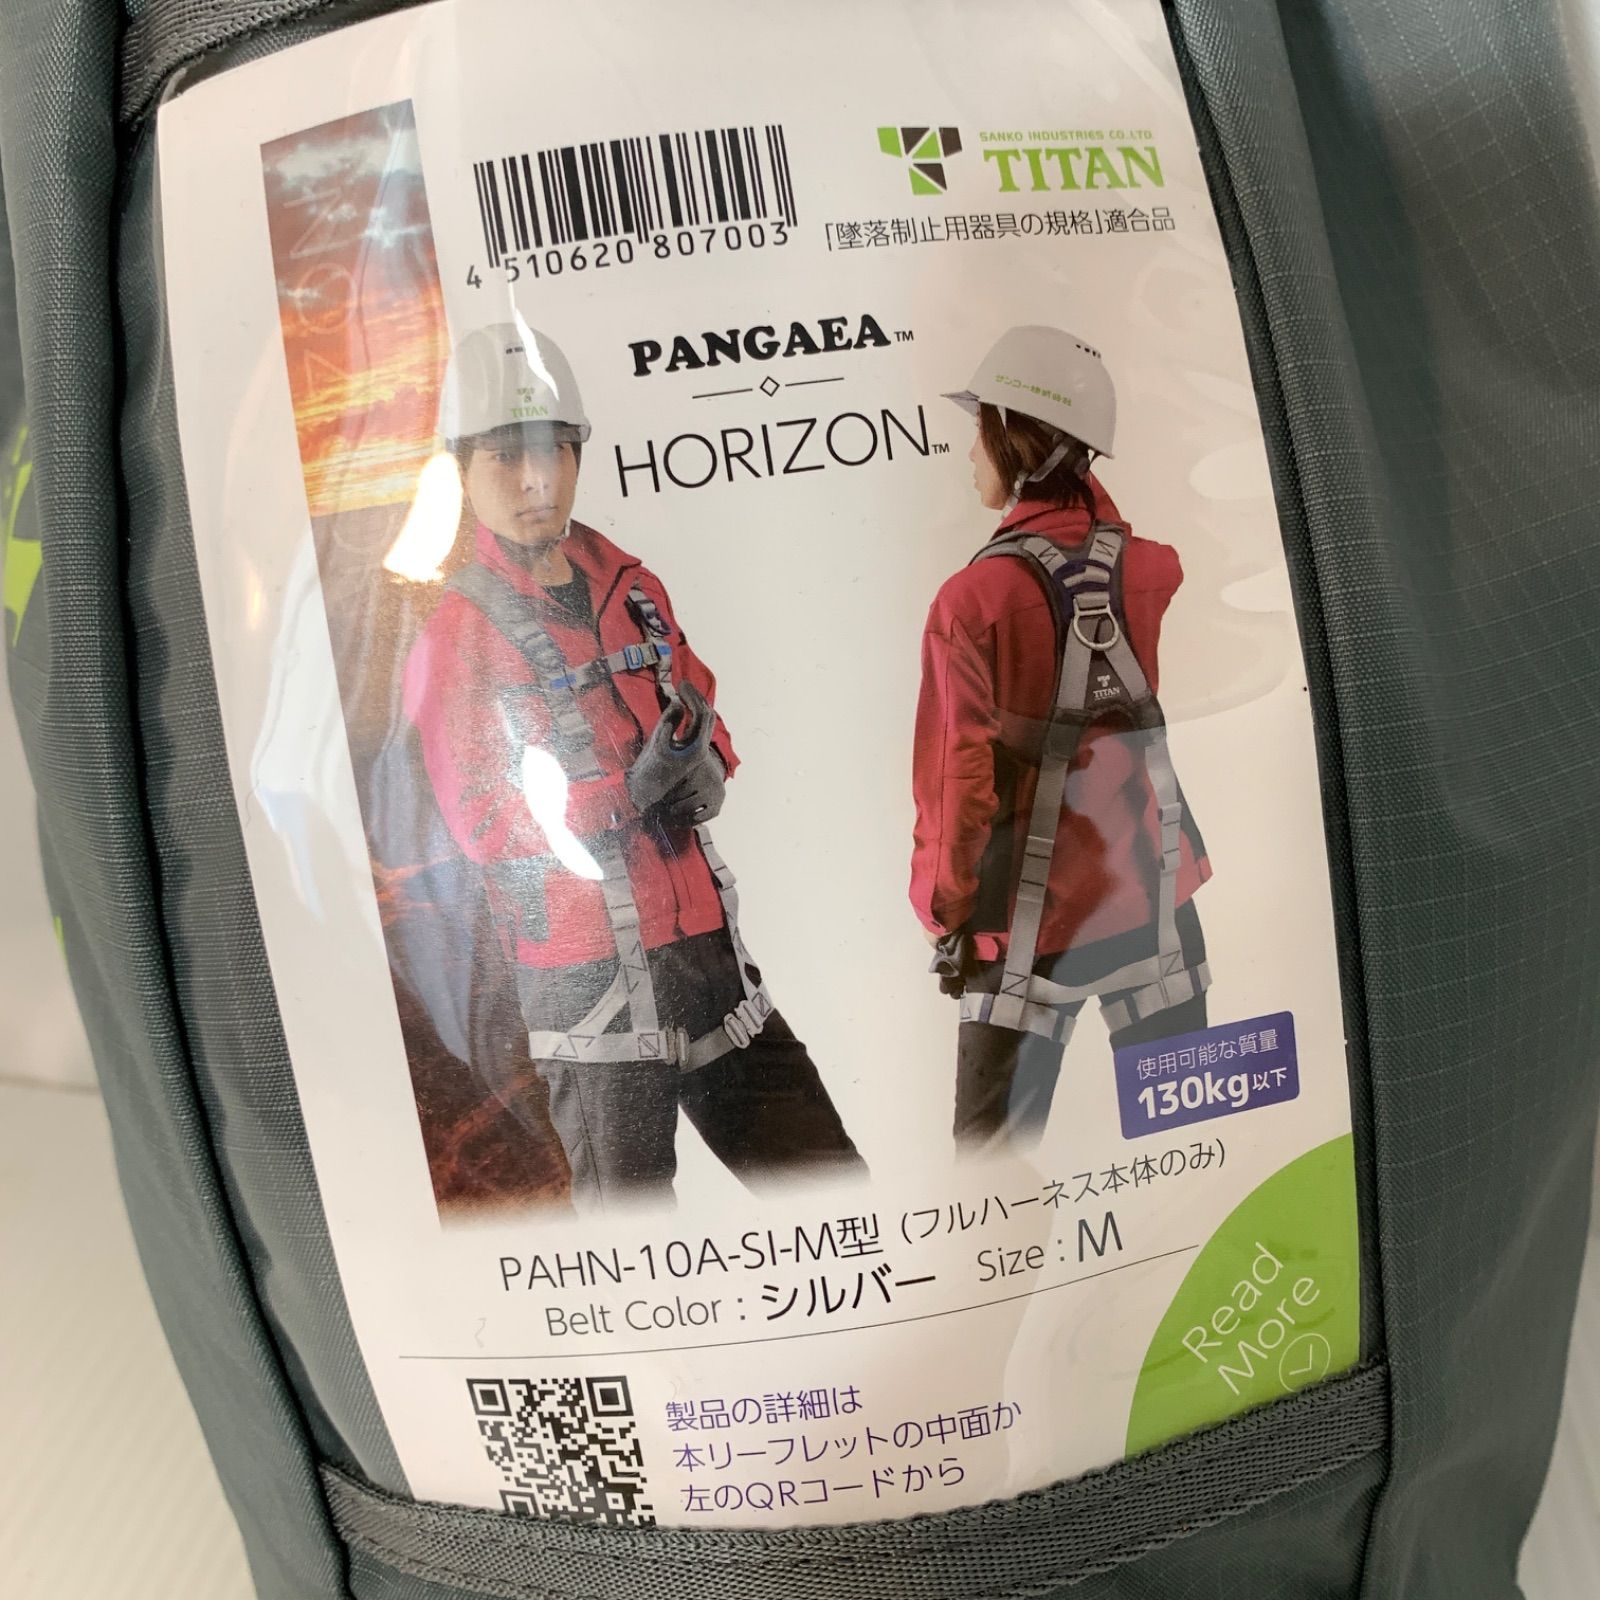 SANKO INDUSTRIES CO.,LTD.
TITAN
「墜落制止用器具の規格」適合品
4 510620 807003
PANGAEA™
HORIZON™
TITAN
TITAN
使用可能な質量
130kg以下
PAHN-10A-SI-M型 (フルハーネス本体のみ)
Belt Color : シルバー Size : M
Read
More
製品の詳細は
本リーフレットの中面か
左のQRコードから